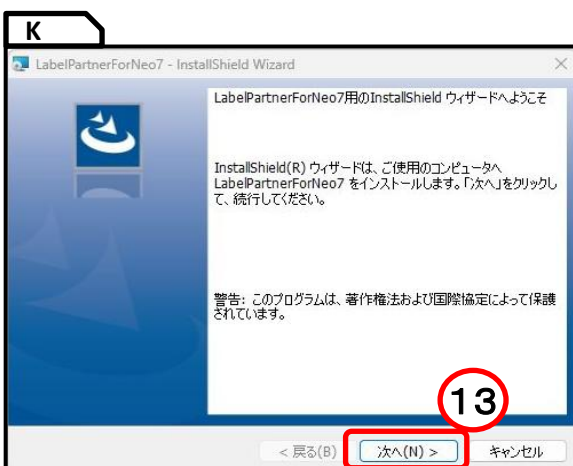 K
LabelPartnerForNeo7 - InstallShield Wizard
LabelPartnerForNeo7用のInstallShield ウィザードへようこそ
InstallShield(R) ウィザードは、ご使用のコンピュータへ
LabelPartnerForNeo7 をインストールします。「次へ」をクリックし
て、続行してください。
警告: このプログラムは、著作権法および国際協定によって保護
されています。
13
< 戻る(B) 次へ(N) > キャンセル